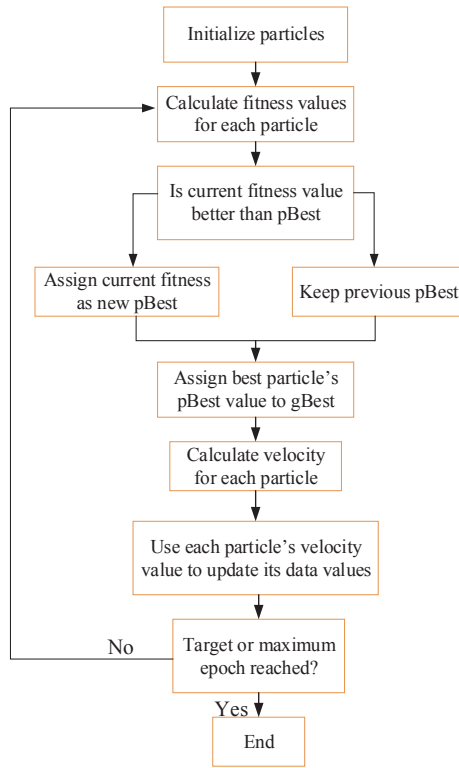 Initialize particles
Calculate fitness values
for each particle
Is current fitness value
better than pBest
Assign current fitness
as new pBest
Keep previous pBest
Assign best particle's
pBest value to gBest
Calculate velocity
for each particle
Use each particle's velocity
value to update its data values
No
Target or maximum
epoch reached?
Yes
End